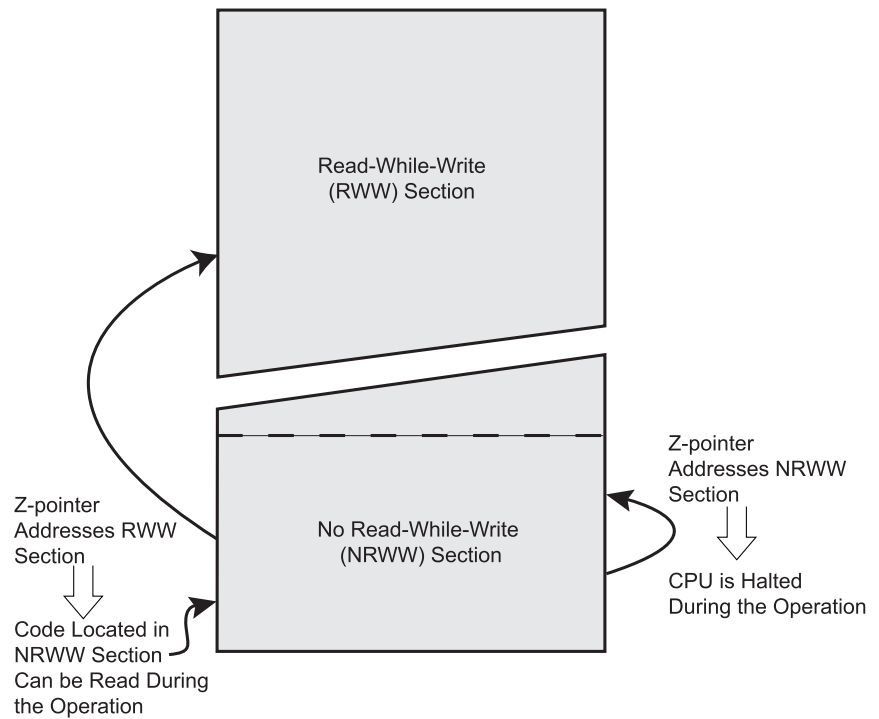 Read-While-Write
(RWW) Section
Z-pointer
Addresses NRWW
Section
Z-pointer
Addresses RWW
Section
No Read-While-Write
(NRWW) Section
CPU is Halted
During the Operation
Code Located in
NRWW Section
Can be Read During
the Operation